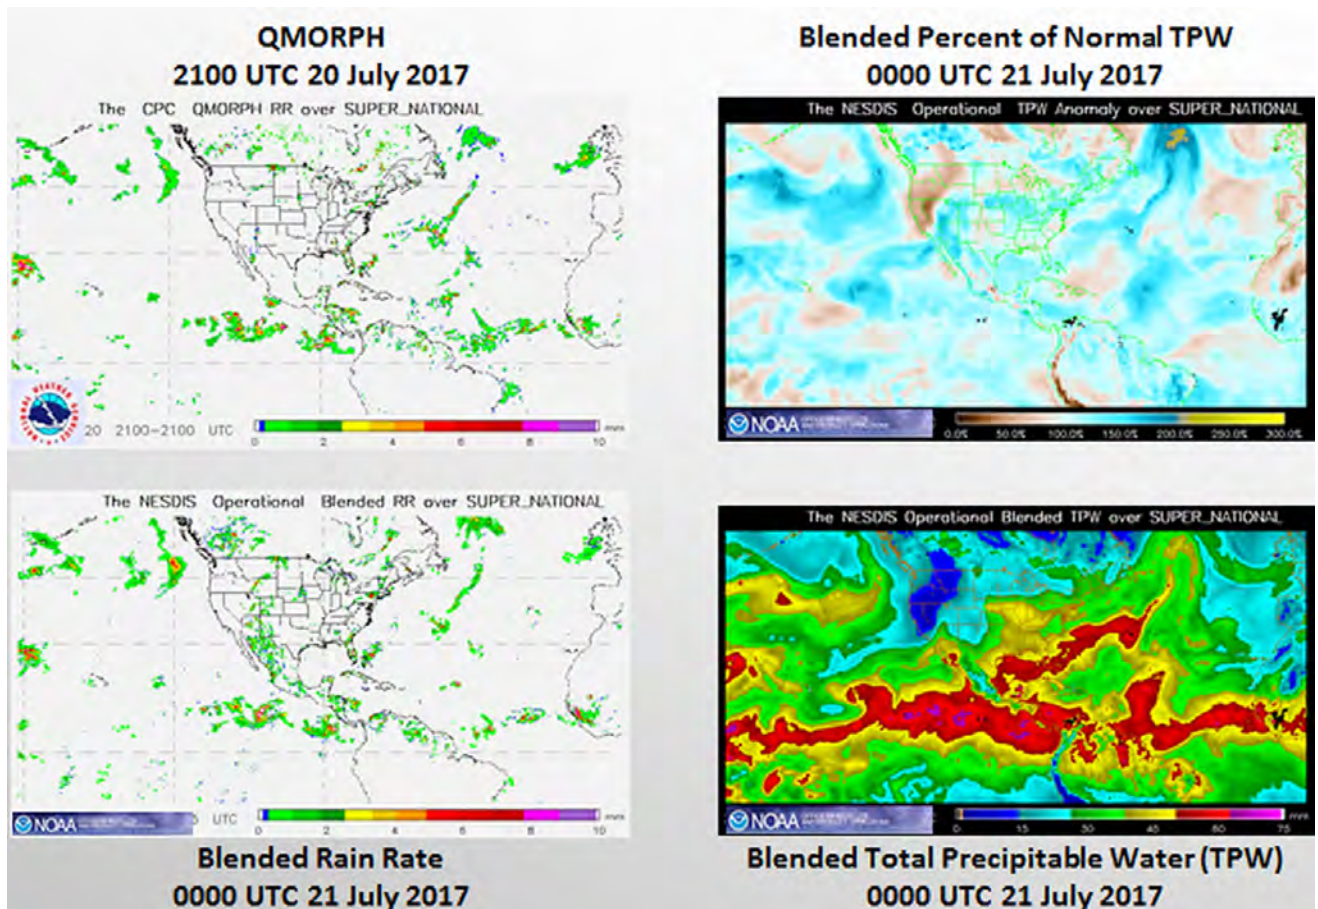 QMORPH
2100 UTC 20 July 2017
The CPC QMORPH RR over SUPER_NATIONAL
20 2100-2100 UTC
0 2 4 6 8 10 mm
Blended Percent of Normal TPW
0000 UTC 21 July 2017
The NESDIS Operational TPW Anomaly over SUPER_NATIONAL
NOAA
0.0% 50.0% 100.0% 150.0% 200.0% 250.0% 300.0%
The NESDIS Operational Blended RR over SUPER_NATIONAL
NOAA
UTC
0 2 4 6 8 10 mm
Blended Rain Rate
0000 UTC 21 July 2017
The NESDIS Operational Blended TPW over SUPER_NATIONAL
NOAA
0 15 30 45 60 75 mm
Blended Total Precipitable Water (TPW)
0000 UTC 21 July 2017